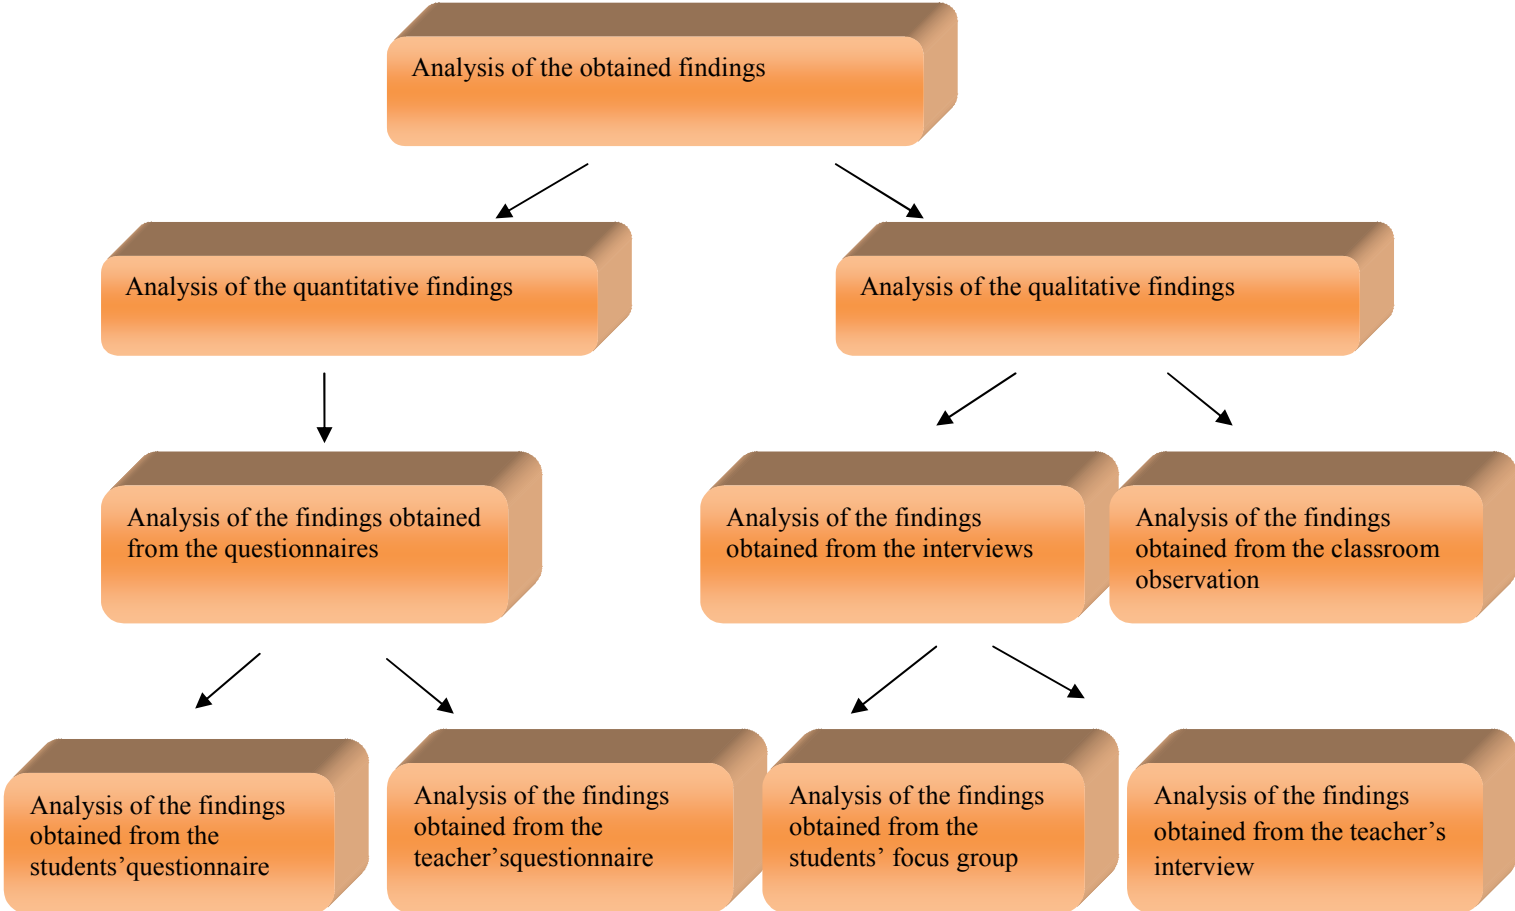 Analysis of the obtained findings
Analysis of the quantitative findings
Analysis of the qualitative findings
Analysis of the findings obtained
from the questionnaires
Analysis of the findings
obtained from the interviews
Analysis of the findings
obtained from the classroom
observation
Analysis of the findings
obtained from the
students’questionnaire
Analysis of the findings
obtained from the
teacher’squestionnaire
Analysis of the findings
obtained from the
students’ focus group
Analysis of the findings
obtained from the teacher’s
interview